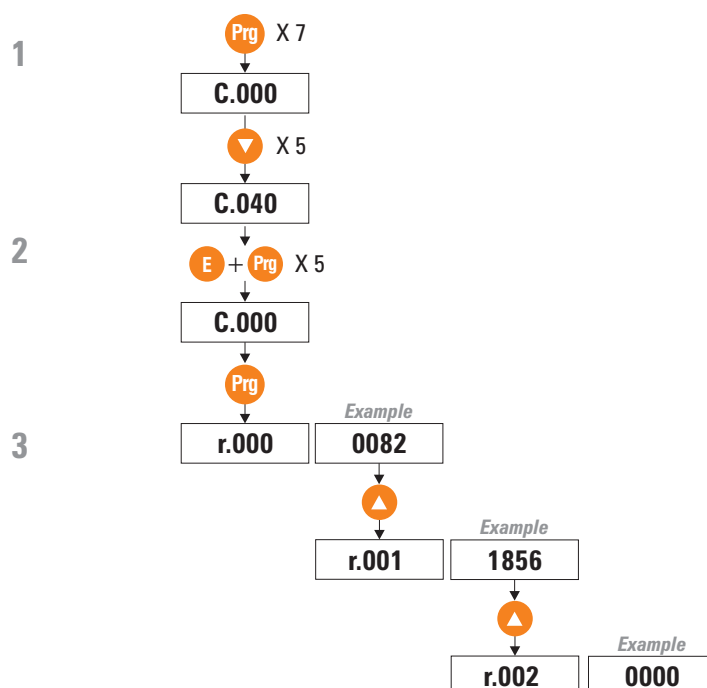 Prg X 7
1
C.000
X 5
C.040
2
E + Prg X 5
C.000
Prg
Example
3
r.000 0082
Example
r.001 1856
Example
r.002 0000